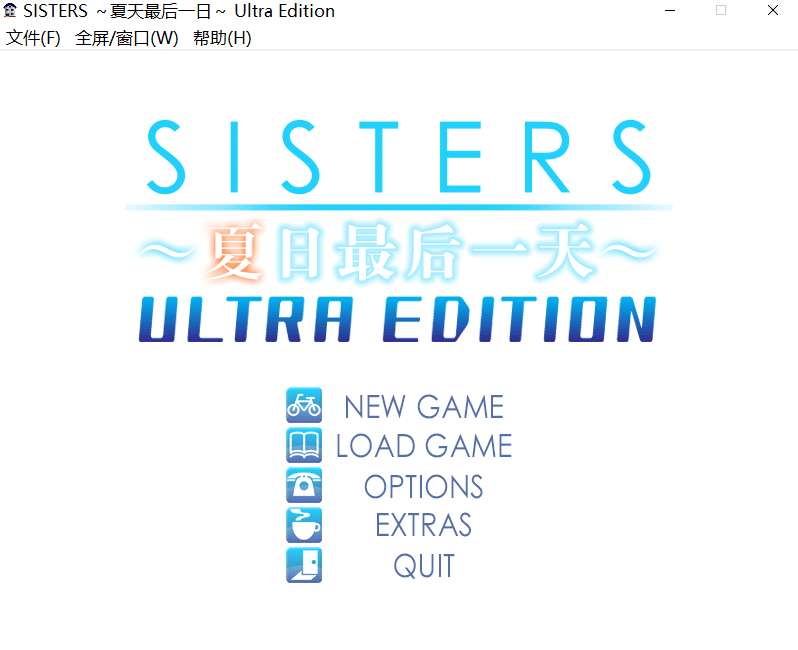 SISTERS ～夏天最后一日～ Ultra Edition
文件(F) 全屏/窗口(W) 帮助(H)
SISTERS
～夏日最后一天～
ULTRA EDITION
NEW GAME
LOAD GAME
OPTIONS
EXTRAS
QUIT